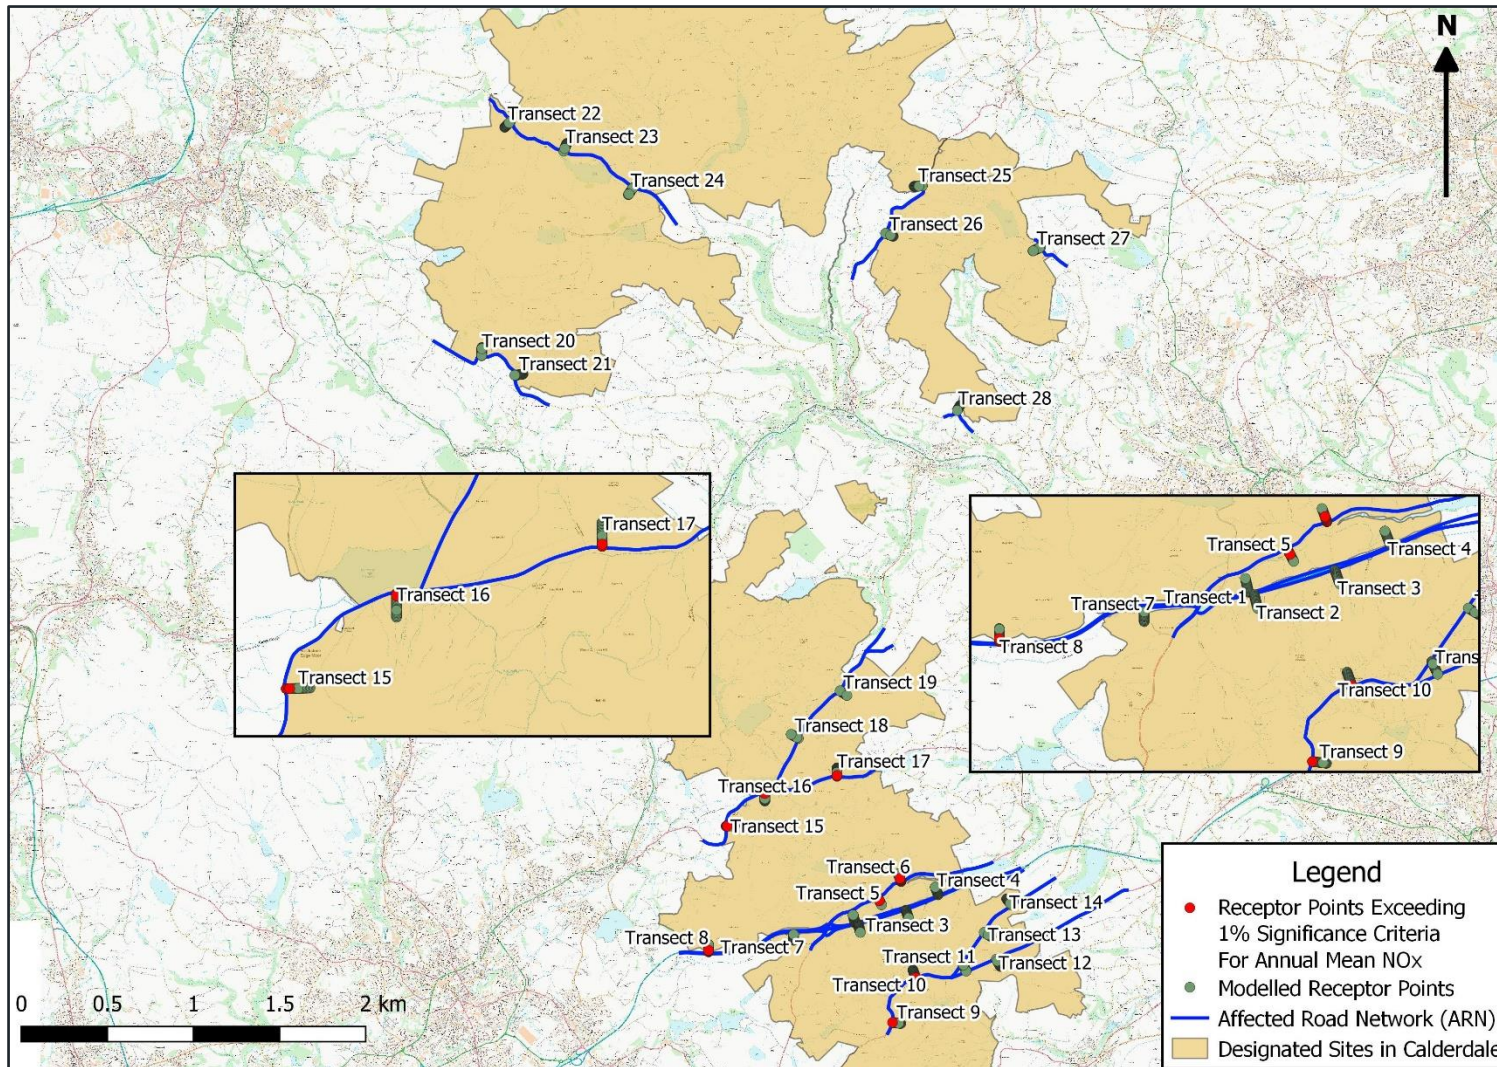 N
Transect 22
Transect 23
Transect 24
Transect 25
Transect 26
Transect 27
Transect 20
Transect 21
Transect 28
Transect 17
Transect 16
Transect 15
Transect 5
Transect 4
Transect 1
Transect 3
Transect 7
Transect 2
Transect 8
Trans
Transect 10
Transect 9
Transect 19
Transect 18
Transect 17
Transect 16
Transect 15
Transect 6
Transect 5
Transect 4
Transect 14
Transect 3
Transect 8
Transect 7
Transect 13
Transect 11
Transect 12
Transect 10
Transect 9
0 0.5 1 1.5 2 km
Legend
Receptor Points Exceeding
1% Significance Criteria
For Annual Mean NOx
Modelled Receptor Points
Affected Road Network (ARN)
Designated Sites in Calderdale